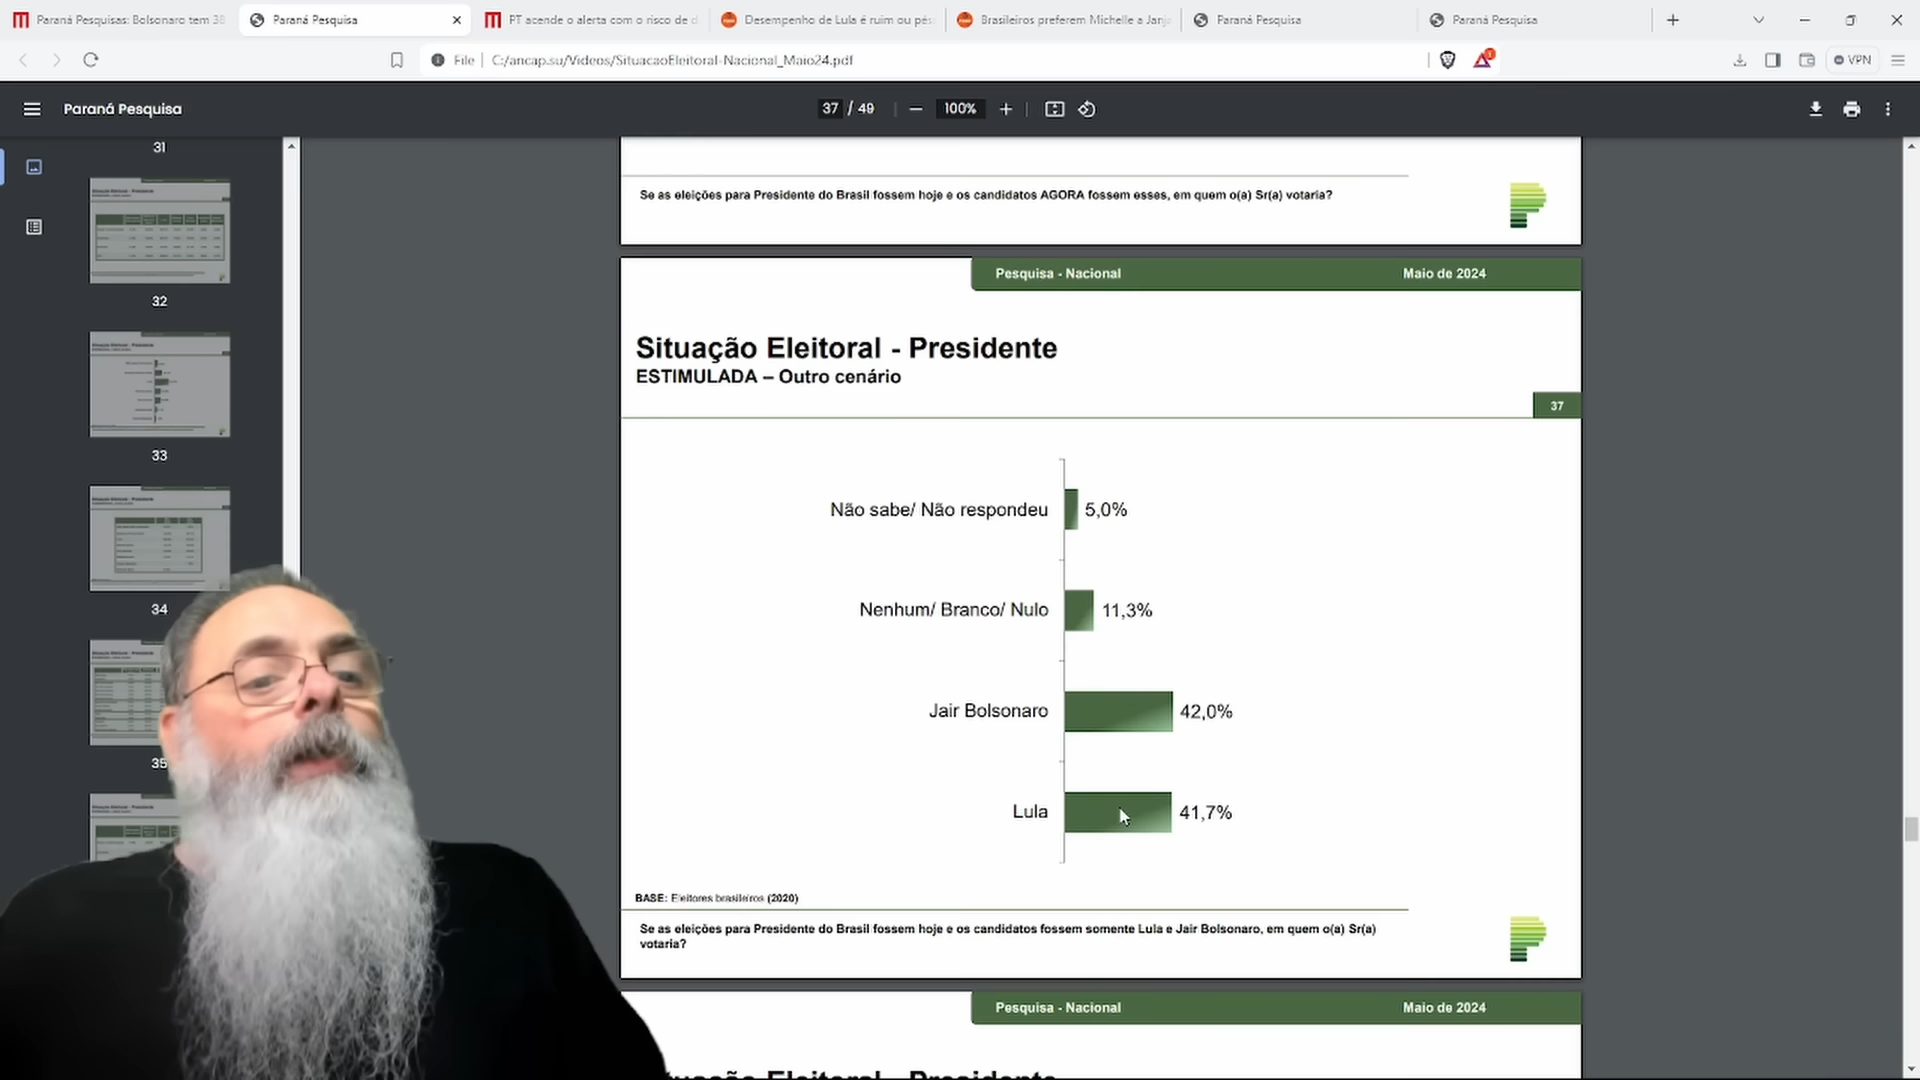 Paraná Pesquisas: Bolsonaro tem 38
Paraná Pesquisa
PT acende o alerta com o risco de d
Desempenho de Lula é ruim ou pés
Brasileiros preferem Michelle a Janj
Paraná Pesquisa
Paraná Pesquisa
File
C:/ancap.su/Videos/SituacaoEleitoral-Nacional_Maio24.pdf
VPN
Paraná Pesquisa
37 / 49
100%
31
32
33
34
35
Se as eleições para Presidente do Brasil fossem hoje e os candidatos AGORA fossem esses, em quem o(a) Sr(a) votaria?
Pesquisa - Nacional
Maio de 2024
Situação Eleitoral - Presidente
ESTIMULADA – Outro cenário
37
Não sabe/ Não respondeu 5,0%
Nenhum/ Branco/ Nulo 11,3%
Jair Bolsonaro 42,0%
Lula 41,7%
BASE: Eleitores brasileiros (2020)
Se as eleições para Presidente do Brasil fossem hoje e os candidatos fossem somente Lula e Jair Bolsonaro, em quem o(a) Sr(a)
votaria?
Pesquisa - Nacional
Maio de 2024
Situação Eleitoral - Presidente